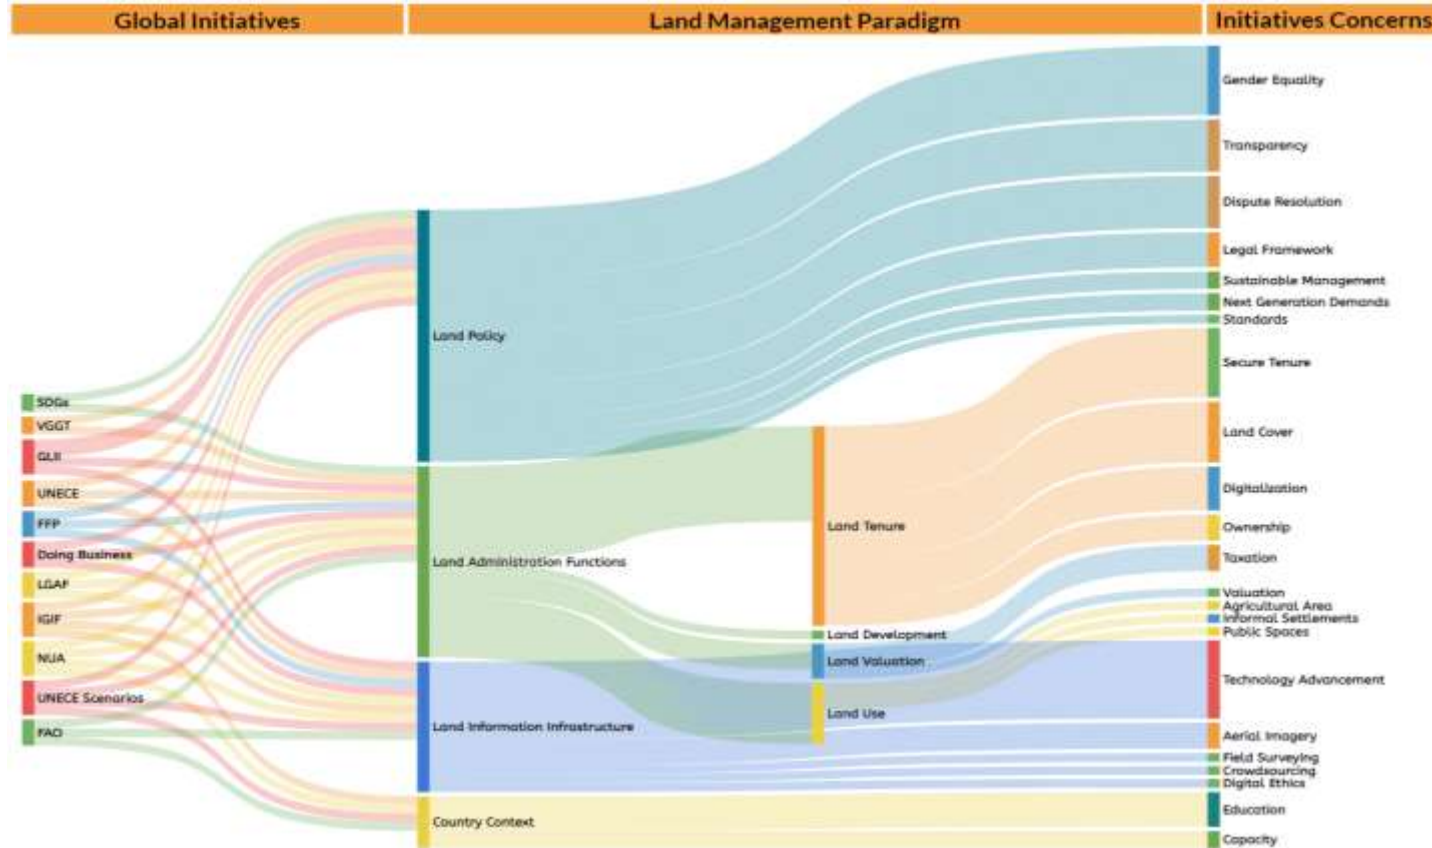 Global Initiatives
Land Management Paradigm
Initiatives Concerns
SDGs
VGGT
GLII
UNECE
FFP
Doing Business
LGAF
IGIF
NUA
UNECE Scenarios
FAO
Land Policy
Land Administration Functions
Land Information Infrastructure
Country Context
Land Tenure
Land Development
Land Valuation
Land Use
Gender Equality
Transparency
Dispute Resolution
Legal Framework
Sustainable Management
Next Generation Demands
Standards
Secure Tenure
Land Cover
Digitalization
Ownership
Taxation
Valuation
Agricultural Area
Informal Settlements
Public Spaces
Technology Advancement
Aerial Imagery
Field Surveying
Crowdsourcing
Digital Ethics
Education
Capacity